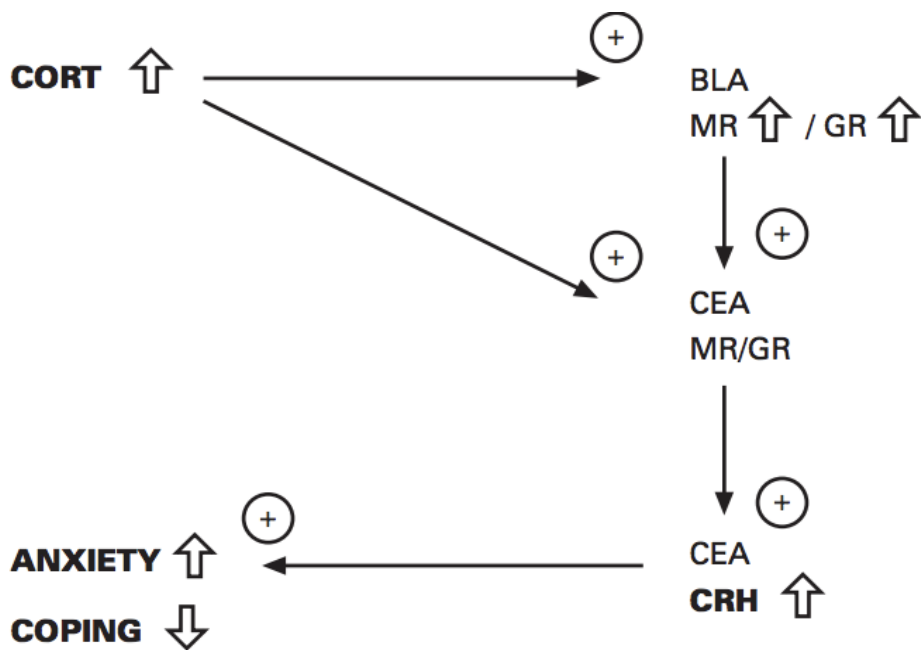 +
CORT
BLA
MR / GR
+
+
CEA
MR/GR
+
+
ANXIETY
CEA
CRH
COPING